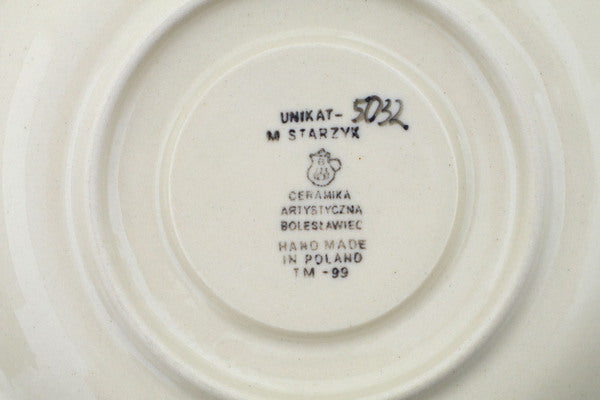 UNIKAT- 5032
M STARZYK
CERAMIKA
ARTYSTYCZNA
BOLESŁAWIEC
HAND MADE
IN POLAND
TM -99